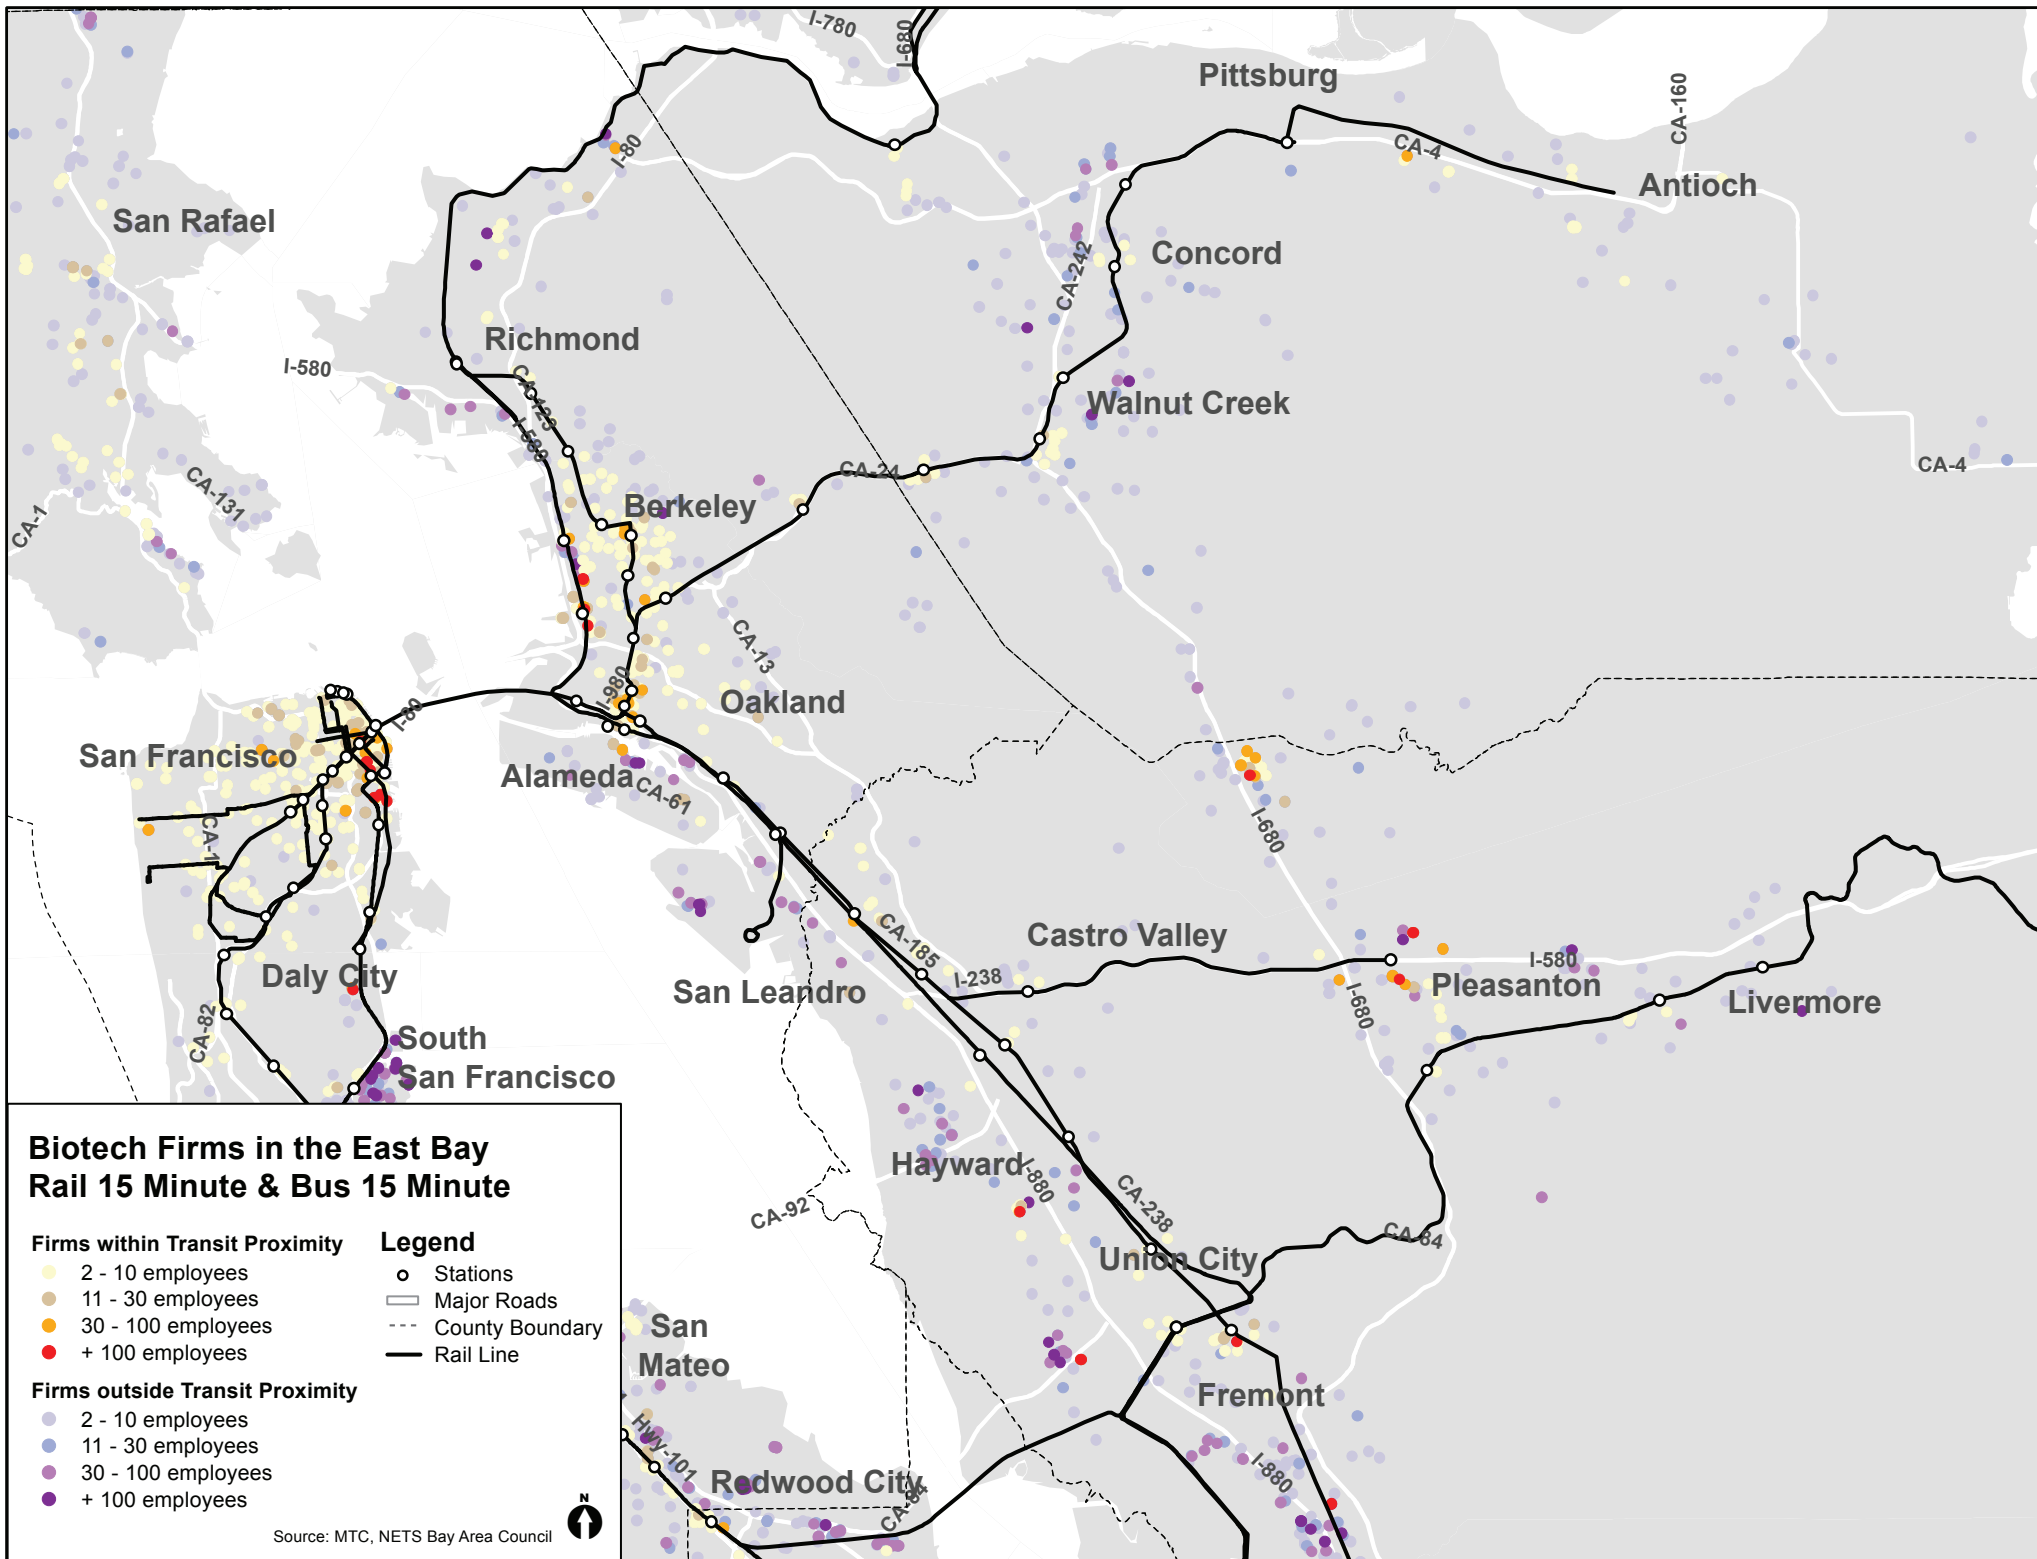 I-780
I-680
Pittsburg
CA-160
I-80
CA-4
Antioch
San Rafael
Concord
CA-242
Richmond
I-580
CA-123
I-580
Walnut Creek
CA-24
CA-4
CA-131
CA-1
Berkeley
CA-13
I-980
Oakland
I-80
San Francisco
Alameda
CA-61
CA-1
I-680
CA-185
Castro Valley
I-238
I-580
Daly City
San Leandro
Pleasanton
Livermore
I-680
CA-82
South
San Francisco
Hayward
I-880
CA-92
CA-238
CA-84
Union City
San
Mateo
Fremont
Hwy-101
Redwood City
CA-84
I-880
Biotech Firms in the East Bay
Rail 15 Minute & Bus 15 Minute
Firms within Transit Proximity
2 - 10 employees
11 - 30 employees
30 - 100 employees
+ 100 employees
Firms outside Transit Proximity
2 - 10 employees
11 - 30 employees
30 - 100 employees
+ 100 employees
Legend
Stations
Major Roads
County Boundary
Rail Line
N
Source: MTC, NETS Bay Area Council